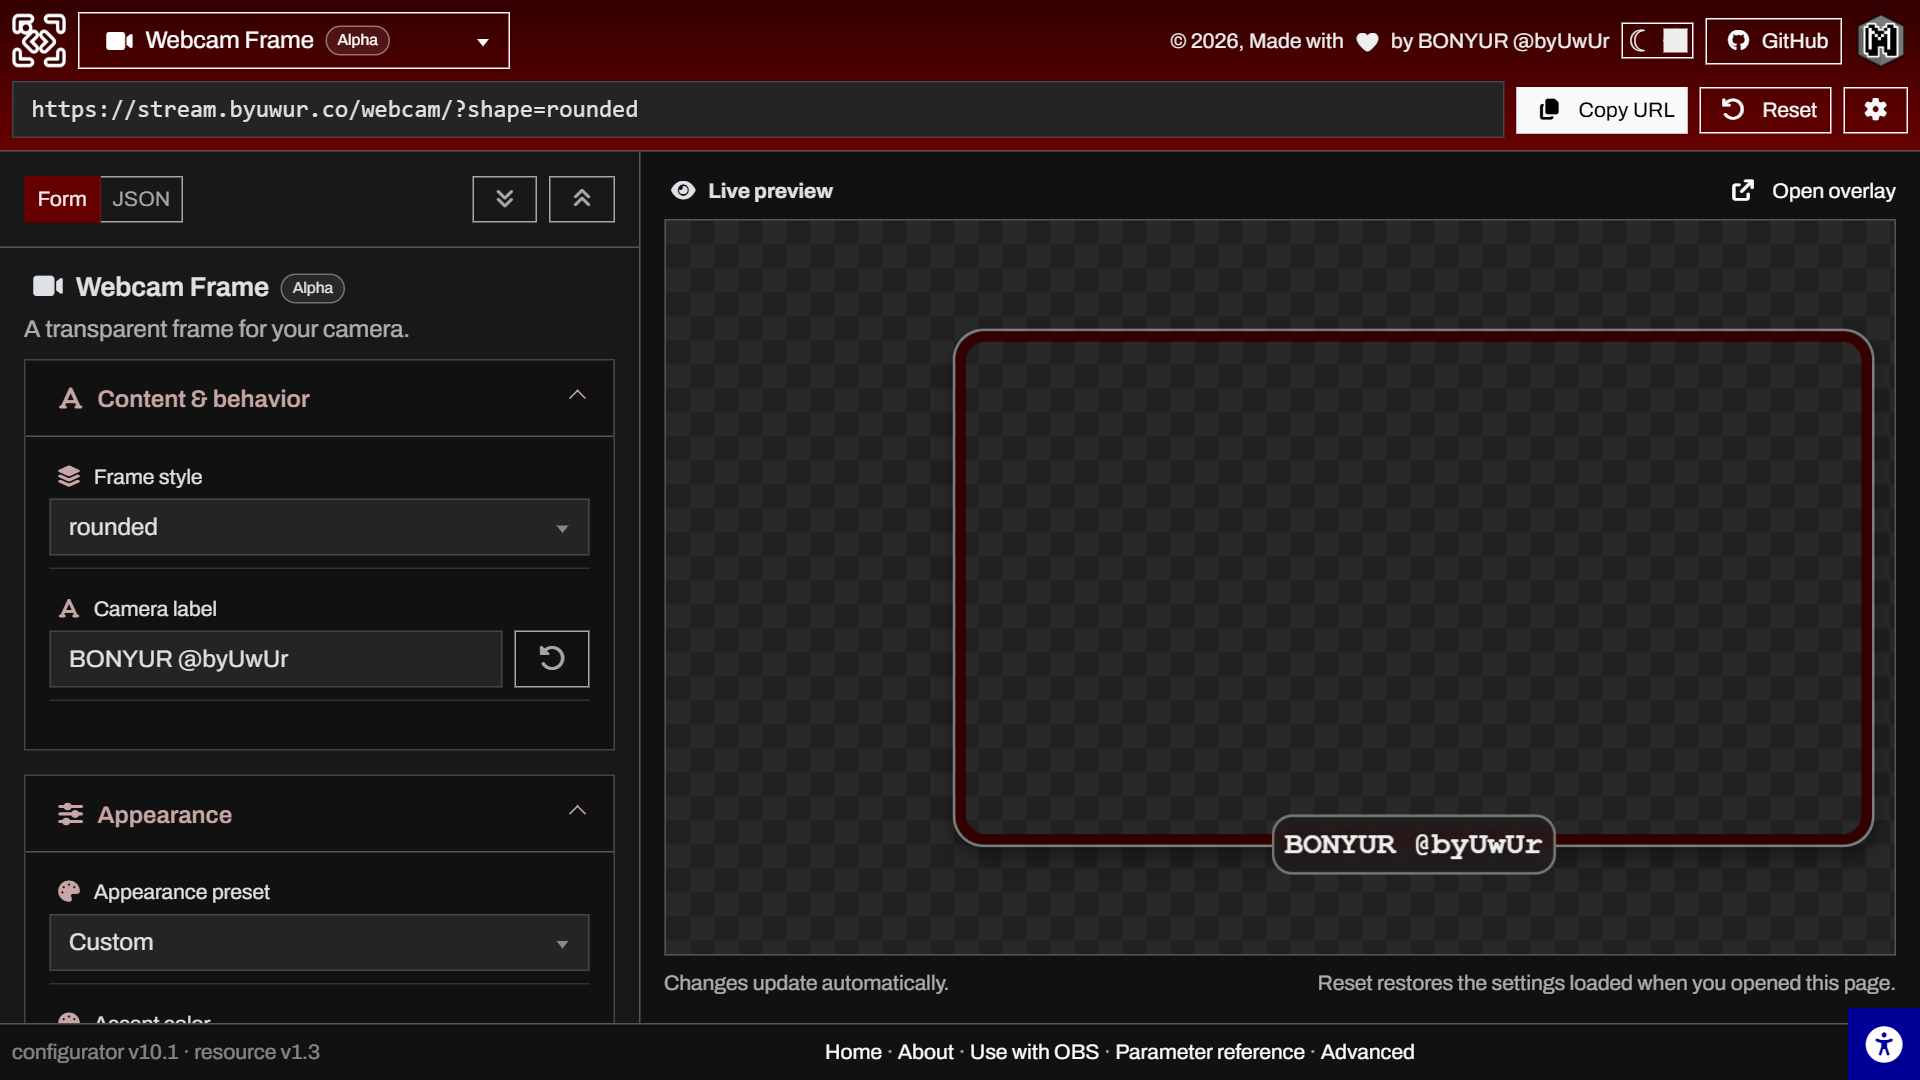 Webcam Frame Alpha
© 2026, Made with by BONYUR @byUwUr
GitHub
https://stream.byuwur.co/webcam/?shape=rounded
Copy URL
Reset
Form JSON
Webcam Frame Alpha
A transparent frame for your camera.
Content & behavior
Frame style
rounded
Camera label
BONYUR @byUwUr
Appearance
Appearance preset
Custom
Accent color
Live preview
Open overlay
BONYUR @byUwUr
Changes update automatically.
Reset restores the settings loaded when you opened this page.
configurator v10.1 · resource v1.3
Home · About · Use with OBS · Parameter reference · Advanced